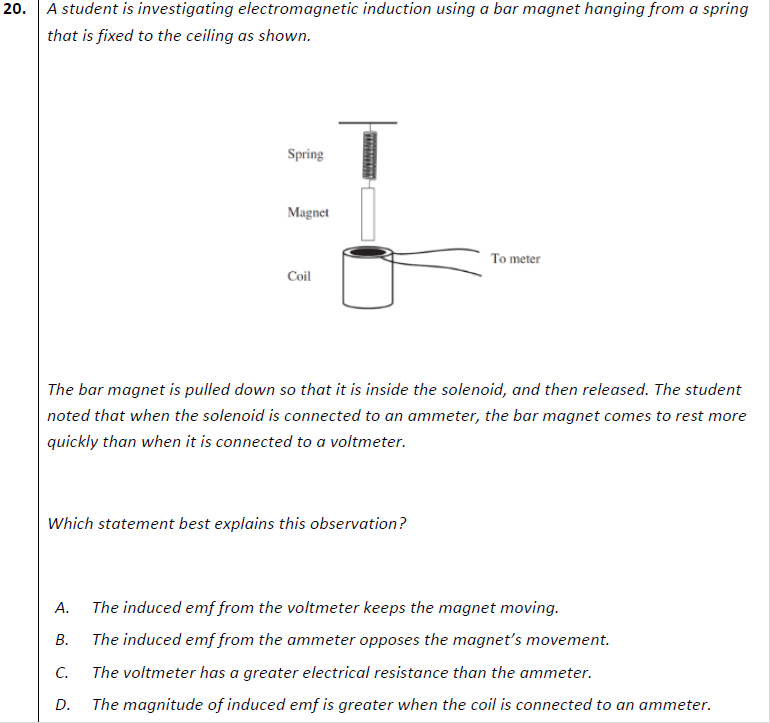 20. A student is investigating electromagnetic induction using a bar magnet hanging from a spring
that is fixed to the ceiling as shown.
Spring
Magnet
To meter
Coil
The bar magnet is pulled down so that it is inside the solenoid, and then released. The student
noted that when the solenoid is connected to an ammeter, the bar magnet comes to rest more
quickly than when it is connected to a voltmeter.
Which statement best explains this observation?
A. The induced emf from the voltmeter keeps the magnet moving.
B. The induced emf from the ammeter opposes the magnet's movement.
C. The voltmeter has a greater electrical resistance than the ammeter.
D. The magnitude of induced emf is greater when the coil is connected to an ammeter.